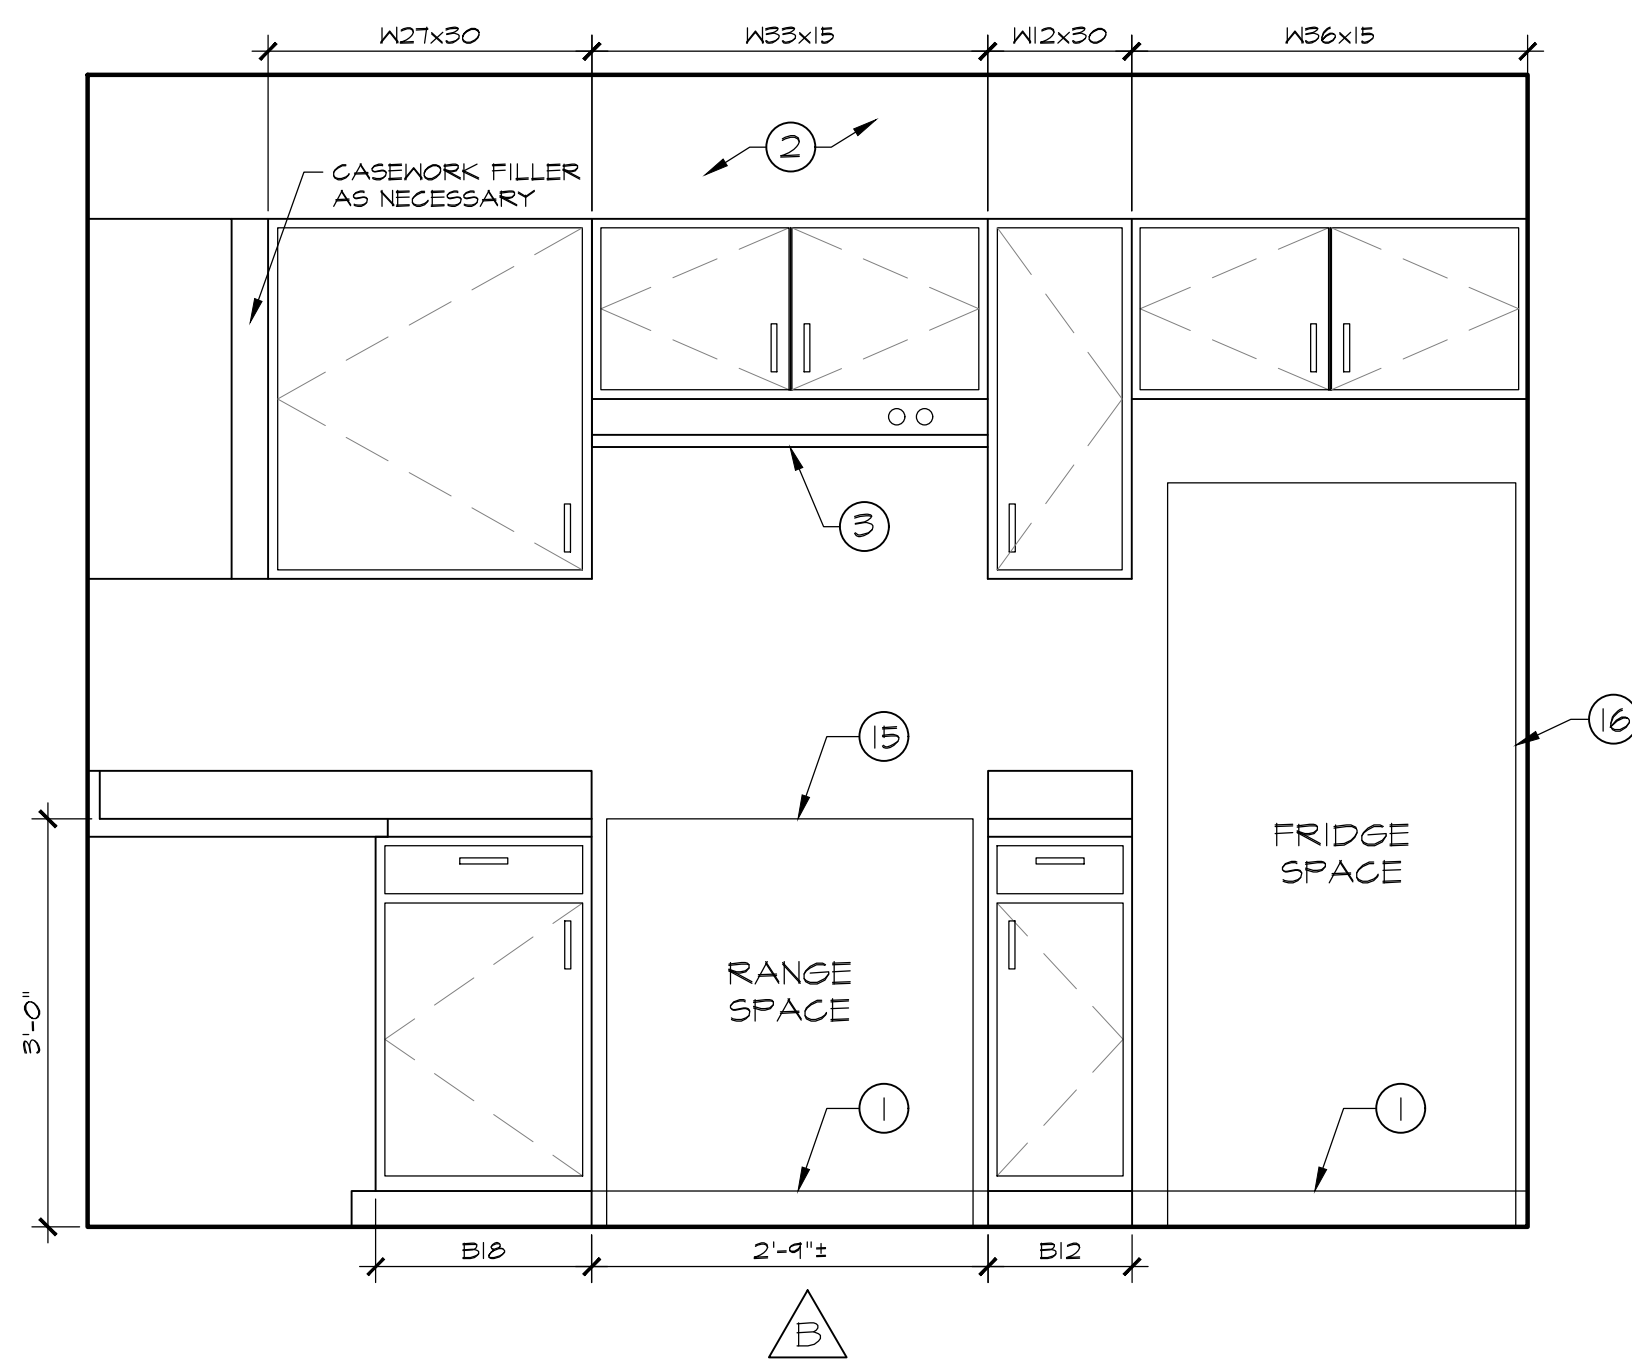 W27x30
W33x15
W12x30
W36x15
2
CASEWORK FILLER
AS NECESSARY
3
15
16
FRIDGE
SPACE
RANGE
SPACE
3'-0"
1
1
B18
2'-9"±
B12
B